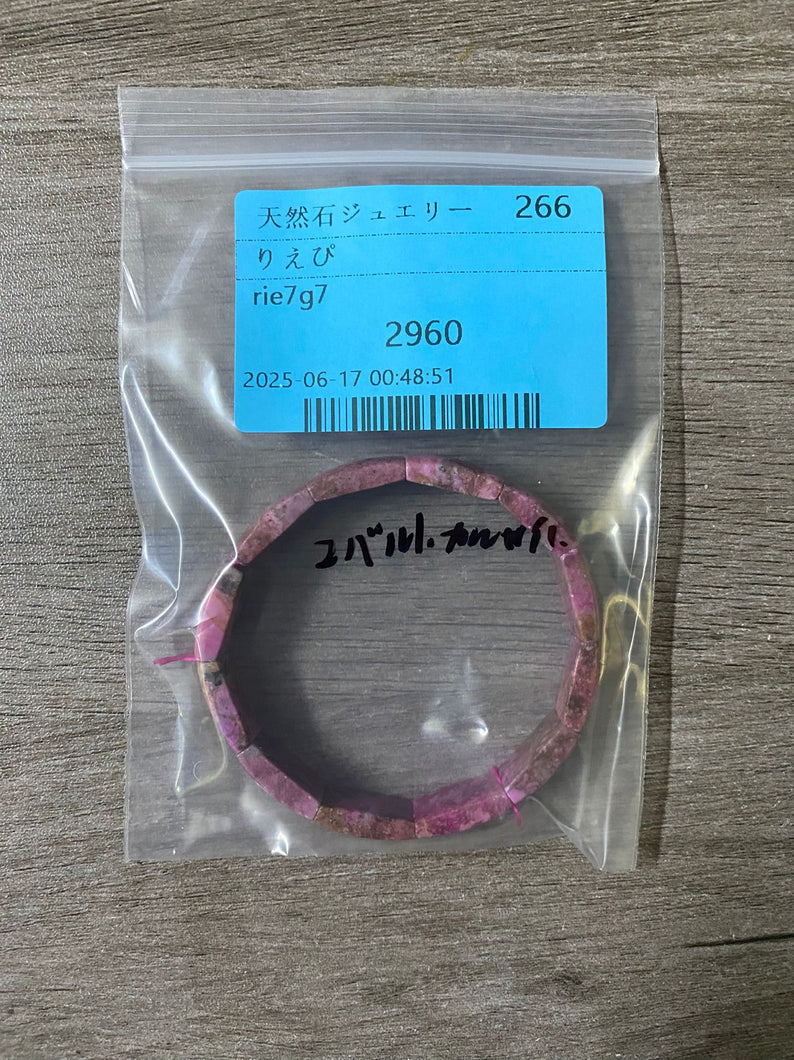 天然石ジュエリー 266
りえぴ
rie7g7
2960
2025-06-17 00:48:51
コバルト.カルサイト.